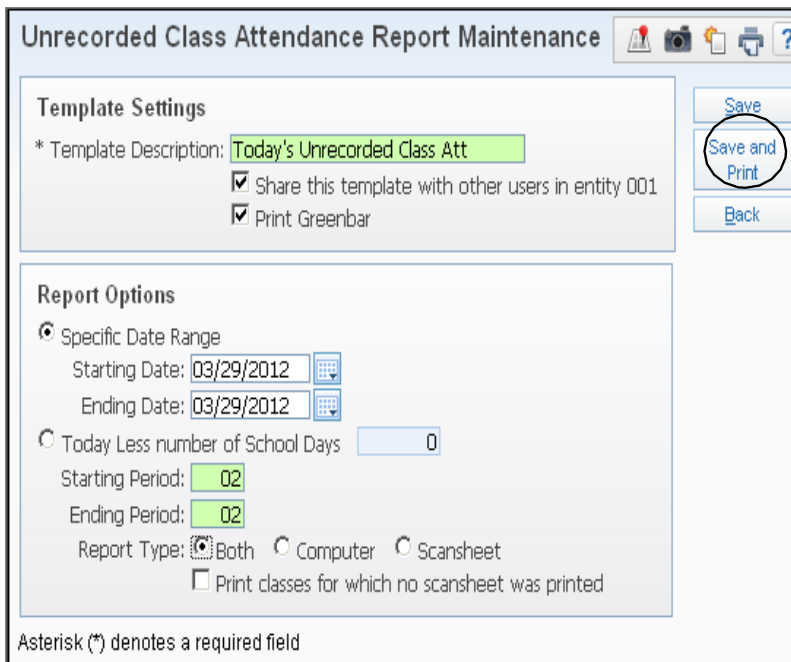 Unrecorded Class Attendance Report Maintenance ?
Template Settings
* Template Description: Today's Unrecorded Class Att
Share this template with other users in entity 001
Print Greenbar
Save
Save and
Print
Back
Report Options
Specific Date Range
Starting Date: 03/29/2012
Ending Date: 03/29/2012
Today Less number of School Days 0
Starting Period: 02
Ending Period: 02
Report Type: Both Computer Scansheet
Print classes for which no scansheet was printed
Asterisk (*) denotes a required field